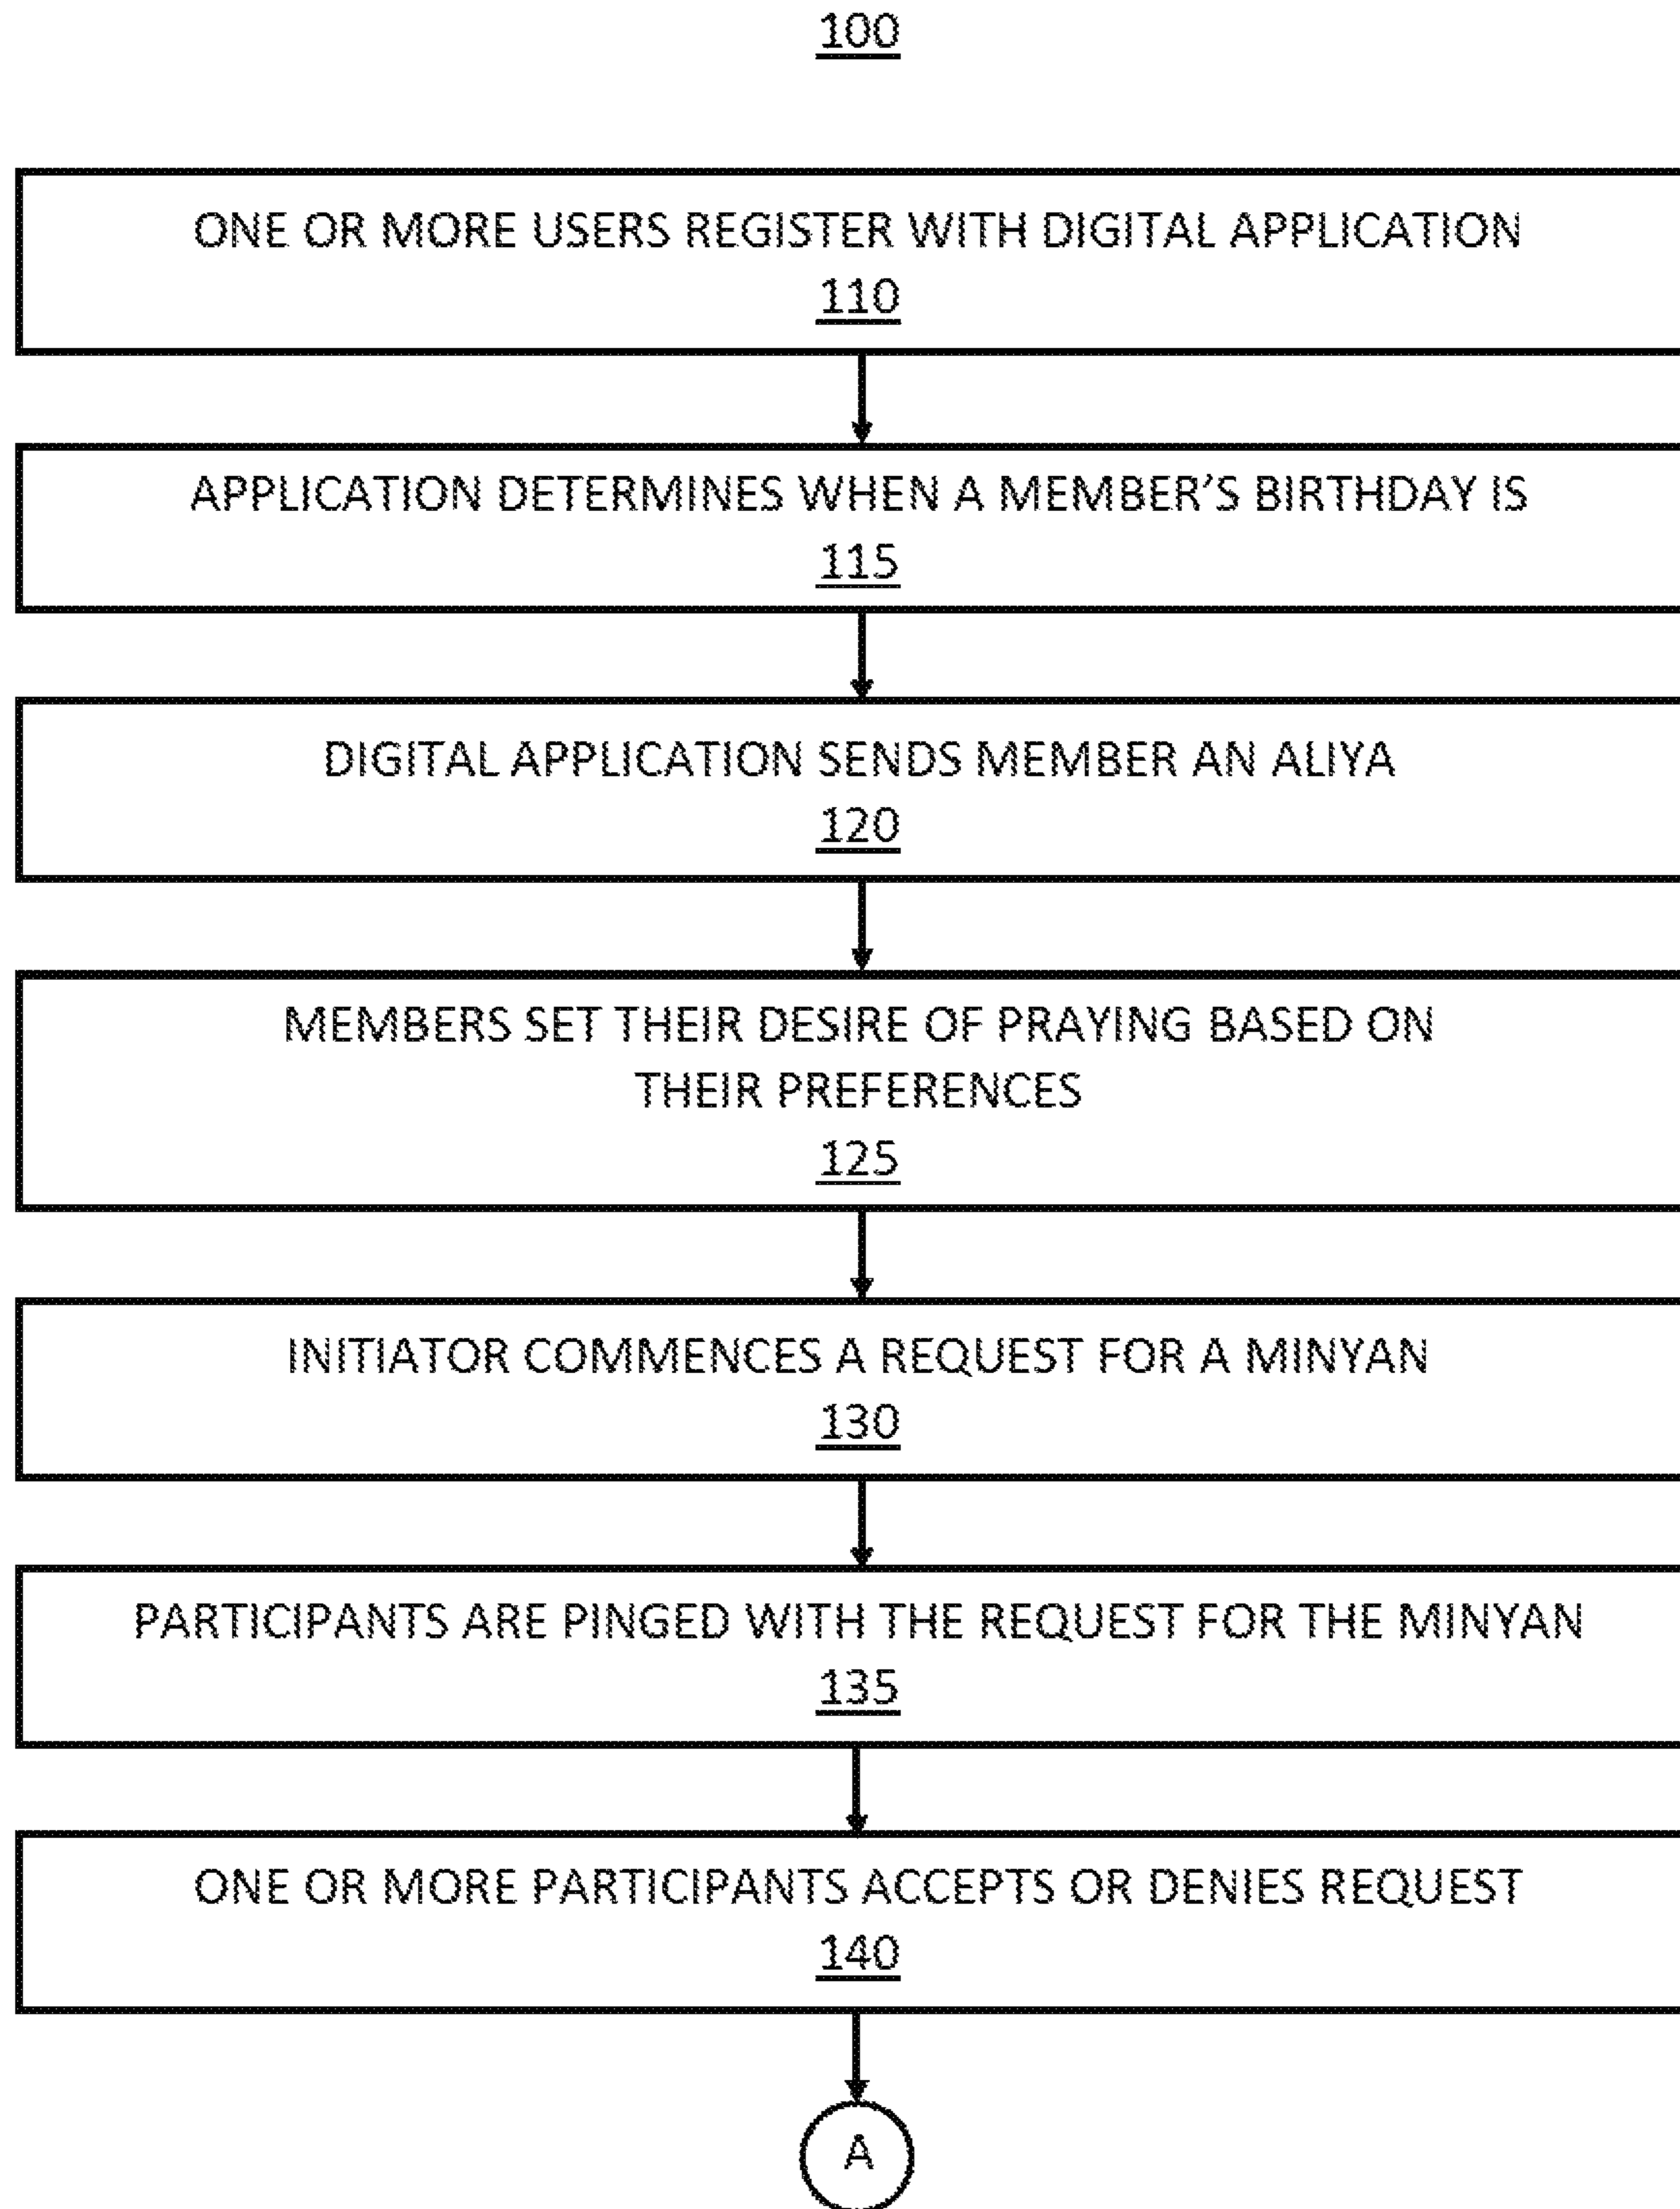 100
ONE OR MORE USERS REGISTER WITH DIGITAL APPLICATION
110
APPLICATION DETERMINES WHEN A MEMBER'S BIRTHDAY IS
115
DIGITAL APPLICATION SENDS MEMBER AN ALIYA
120
MEMBERS SET THEIR DESIRE OF PRAYING BASED ON
THEIR PREFERENCES
125
INITIATOR COMMENCES A REQUEST FOR A MINYAN
130
PARTICIPANTS ARE PINGED WITH THE REQUEST FOR THE MINYAN
135
ONE OR MORE PARTICIPANTS ACCEPTS OR DENIES REQUEST
140
A